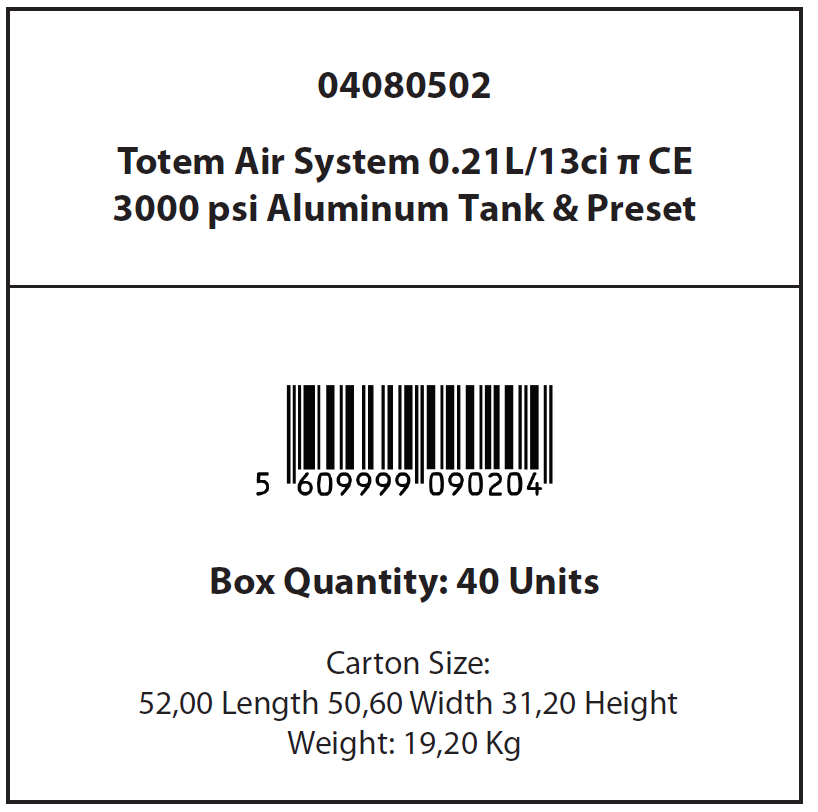 04080502
Totem Air System 0.21L/13ci π CE
3000 psi Aluminum Tank & Preset
5 609999 090204
Box Quantity: 40 Units
Carton Size:
52,00 Length 50,60 Width 31,20 Height
Weight: 19,20 Kg